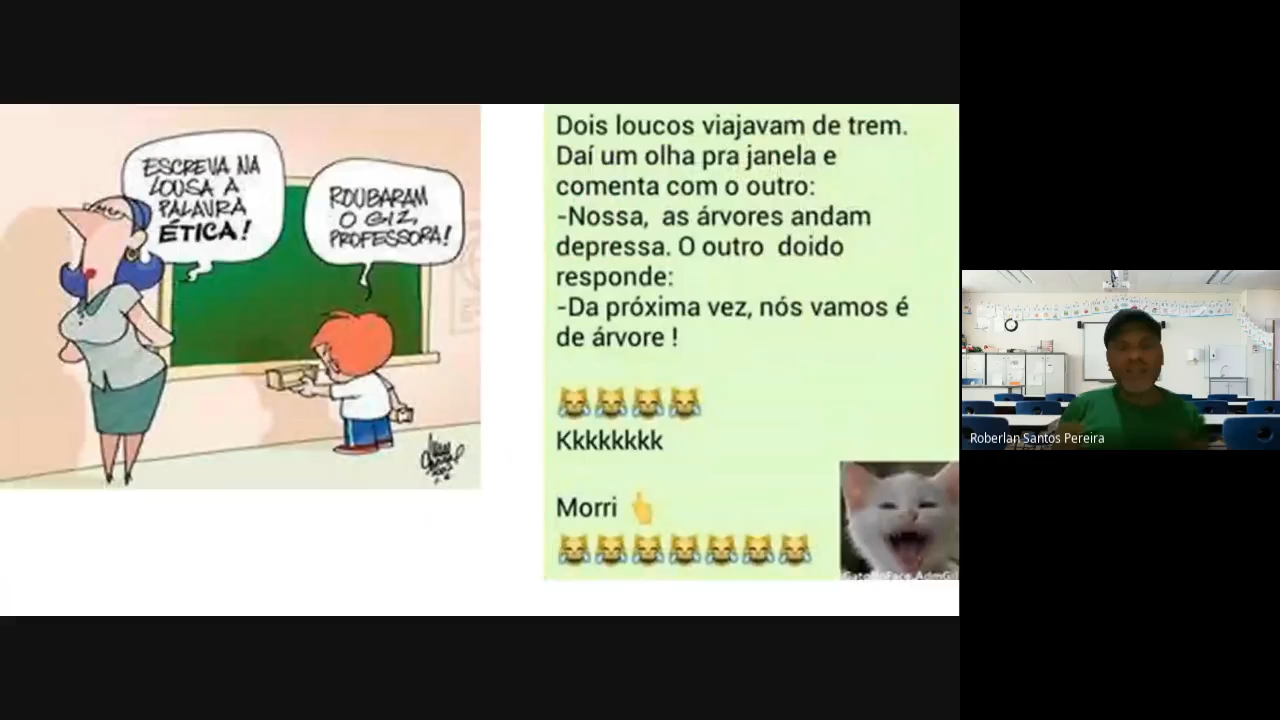 ESCREVA NA
LOUSA A
PALAVRA
ÉTICA!
ROUBARAM
O GIZ,
PROFESSORA!
Dois loucos viajavam de trem.
Daí um olha pra janela e
comenta com o outro:
-Nossa, as árvores andam
depressa. O outro doido
responde:
-Da próxima vez, nós vamos é
de árvore !
😹😹😹😹
Kkkkkkkk
Morri 👆
😹😹😹😹😹😹😹
Roberlan Santos Pereira